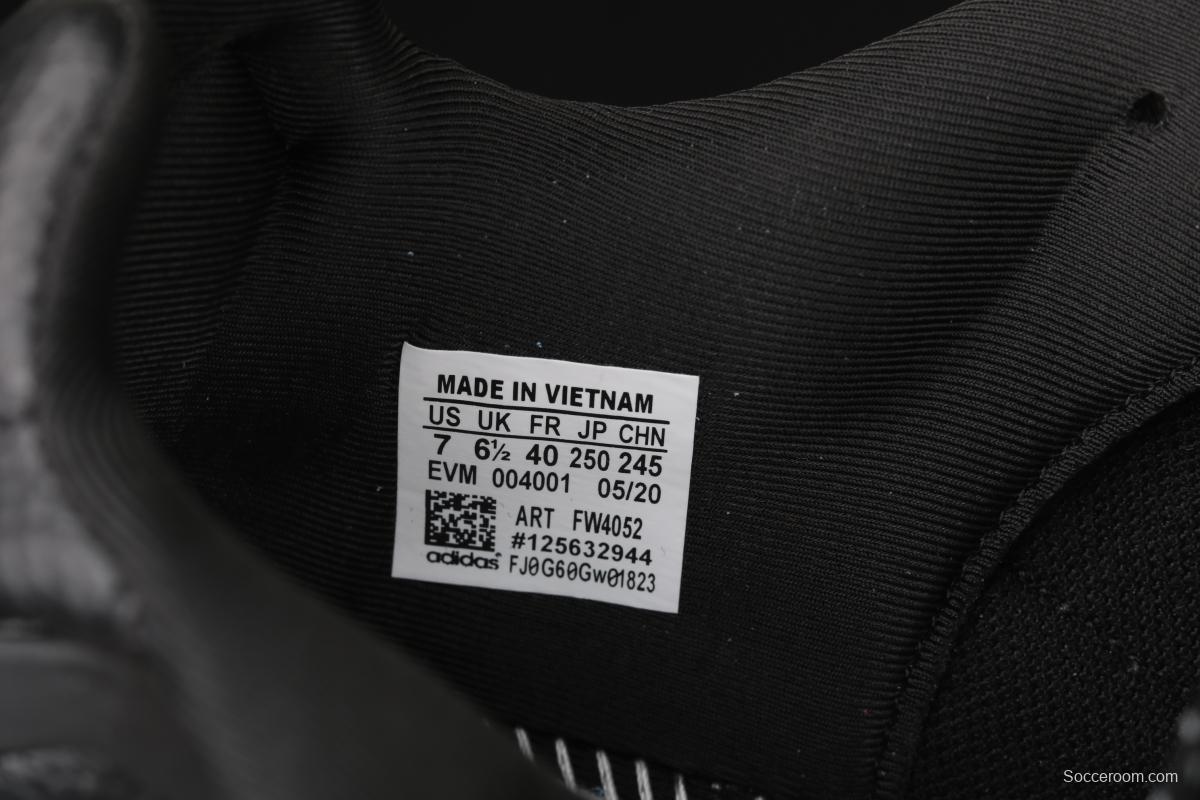 MADE IN VIETNAM
US UK FR JP CHN
7 6½ 40 250 245
EVM 004001 05/20
ART FW4052
#125632944
adidas FJ0G60Gw01823
Socceroom.com